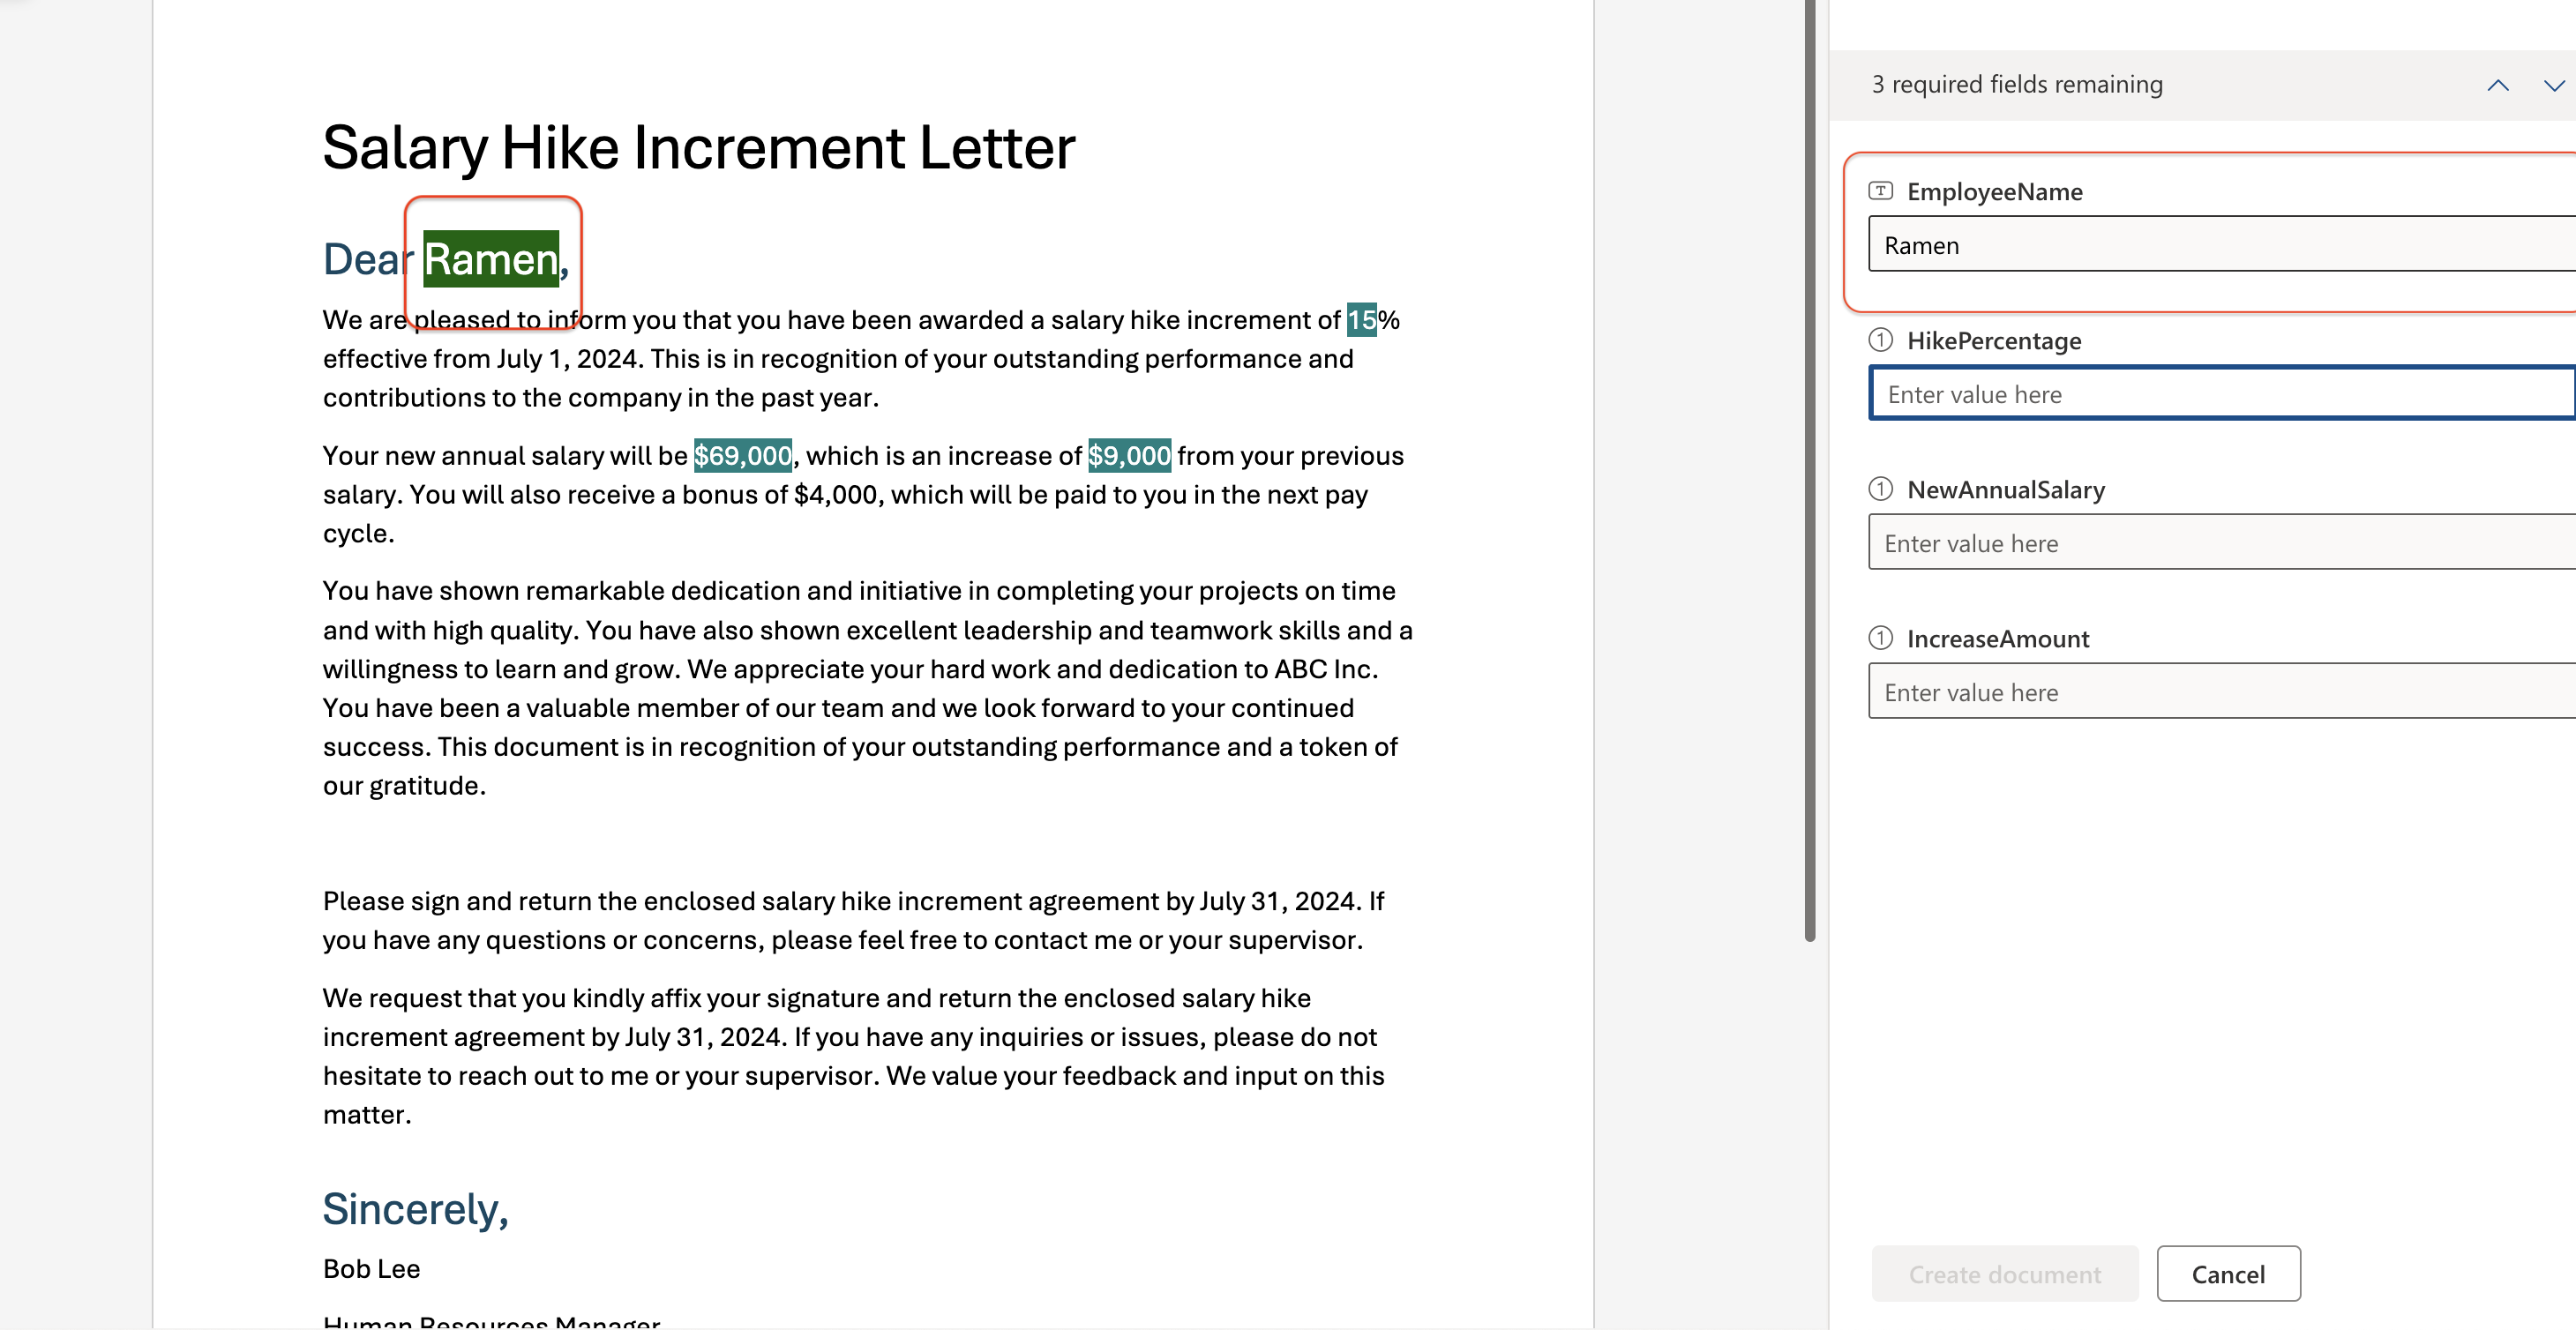 Salary Hike Increment Letter
Dear Ramen,
We are pleased to inform you that you have been awarded a salary hike increment of 15%
effective from July 1, 2024. This is in recognition of your outstanding performance and
contributions to the company in the past year.
Your new annual salary will be $69,000, which is an increase of $9,000 from your previous
salary. You will also receive a bonus of $4,000, which will be paid to you in the next pay
cycle.
You have shown remarkable dedication and initiative in completing your projects on time
and with high quality. You have also shown excellent leadership and teamwork skills and a
willingness to learn and grow. We appreciate your hard work and dedication to ABC Inc.
You have been a valuable member of our team and we look forward to your continued
success. This document is in recognition of your outstanding performance and a token of
our gratitude.
Please sign and return the enclosed salary hike increment agreement by July 31, 2024. If
you have any questions or concerns, please feel free to contact me or your supervisor.
We request that you kindly affix your signature and return the enclosed salary hike
increment agreement by July 31, 2024. If you have any inquiries or issues, please do not
hesitate to reach out to me or your supervisor. We value your feedback and input on this
matter.
Sincerely,
Bob Lee
Human Resources Manager
3 required fields remaining
T EmployeeName
Ramen
1 HikePercentage
Enter value here
1 NewAnnualSalary
Enter value here
1 IncreaseAmount
Enter value here
Create document
Cancel